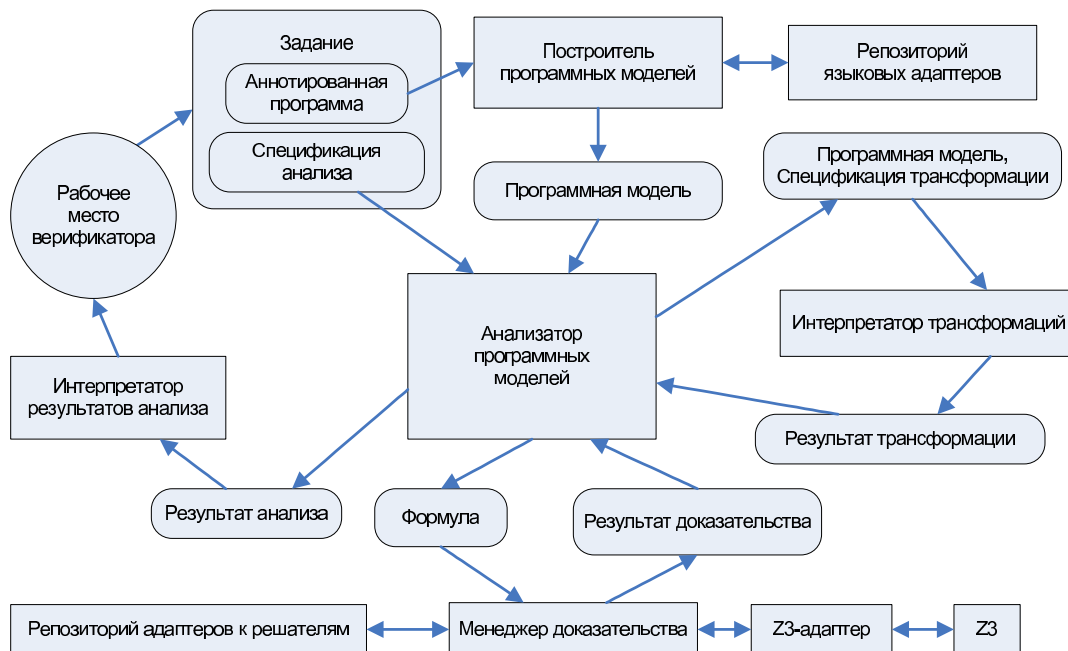 Задание
Аннотированная
программа
Спецификация
анализа
Построитель
программных моделей
Репозиторий
языковых адаптеров
Рабочее
место
верификатора
Программная модель
Программная модель,
Спецификация трансформации
Анализатор
программных
моделей
Интерпретатор трансформаций
Интерпретатор
результатов анализа
Результат трансформации
Результат анализа
Формула
Результат доказательства
Репозиторий адаптеров к решателям
Менеджер доказательства
Z3-адаптер
Z3